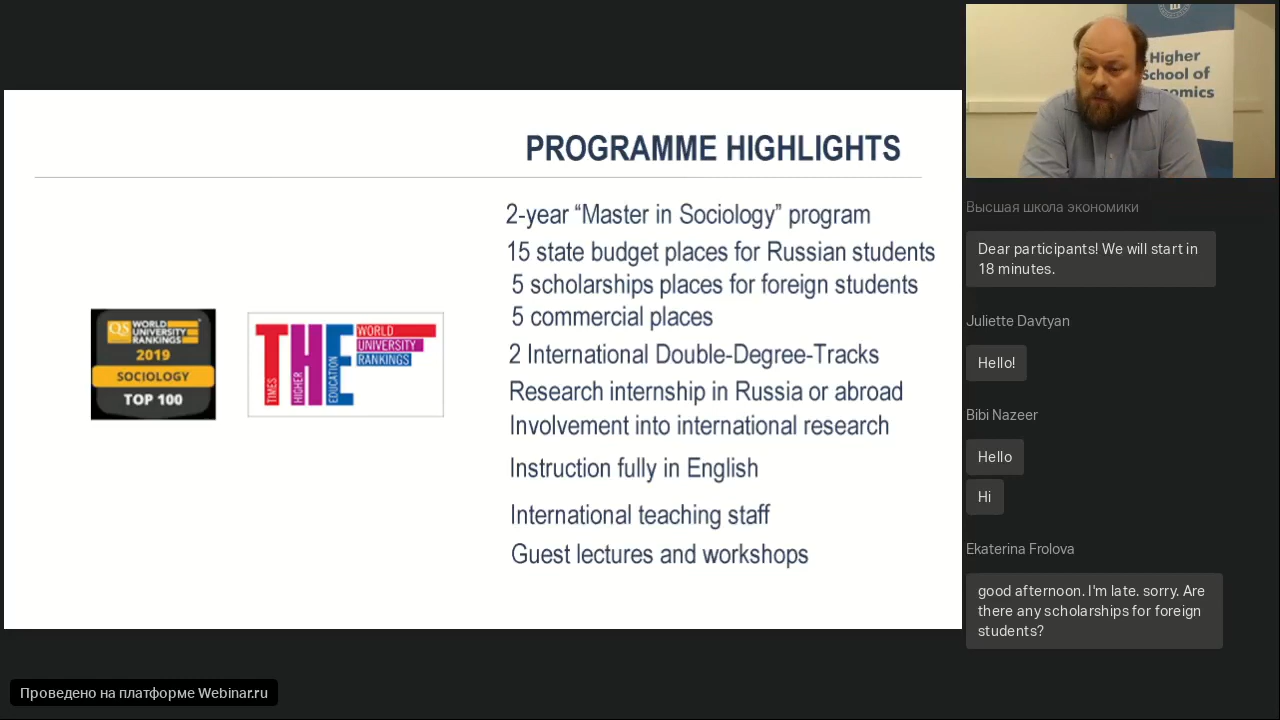 PROGRAMME HIGHLIGHTS
2-year “Master in Sociology” program
15 state budget places for Russian students
5 scholarships places for foreign students
5 commercial places
2 International Double-Degree-Tracks
Research internship in Russia or abroad
Involvement into international research
Instruction fully in English
International teaching staff
Guest lectures and workshops
QS WORLD
UNIVERSITY
RANKINGS
2019
SOCIOLOGY
TOP 100
THE
TIMES
HIGHER
EDUCATION
WORLD
UNIVERSITY
RANKINGS
Higher
School of
omics
Высшая школа экономики
Dear participants! We will start in
18 minutes.
Juliette Davtyan
Hello!
Bibi Nazeer
Hello
Hi
Ekaterina Frolova
good afternoon. I'm late. sorry. Are
there any scholarships for foreign
students?
Проведено на платформе Webinar.ru